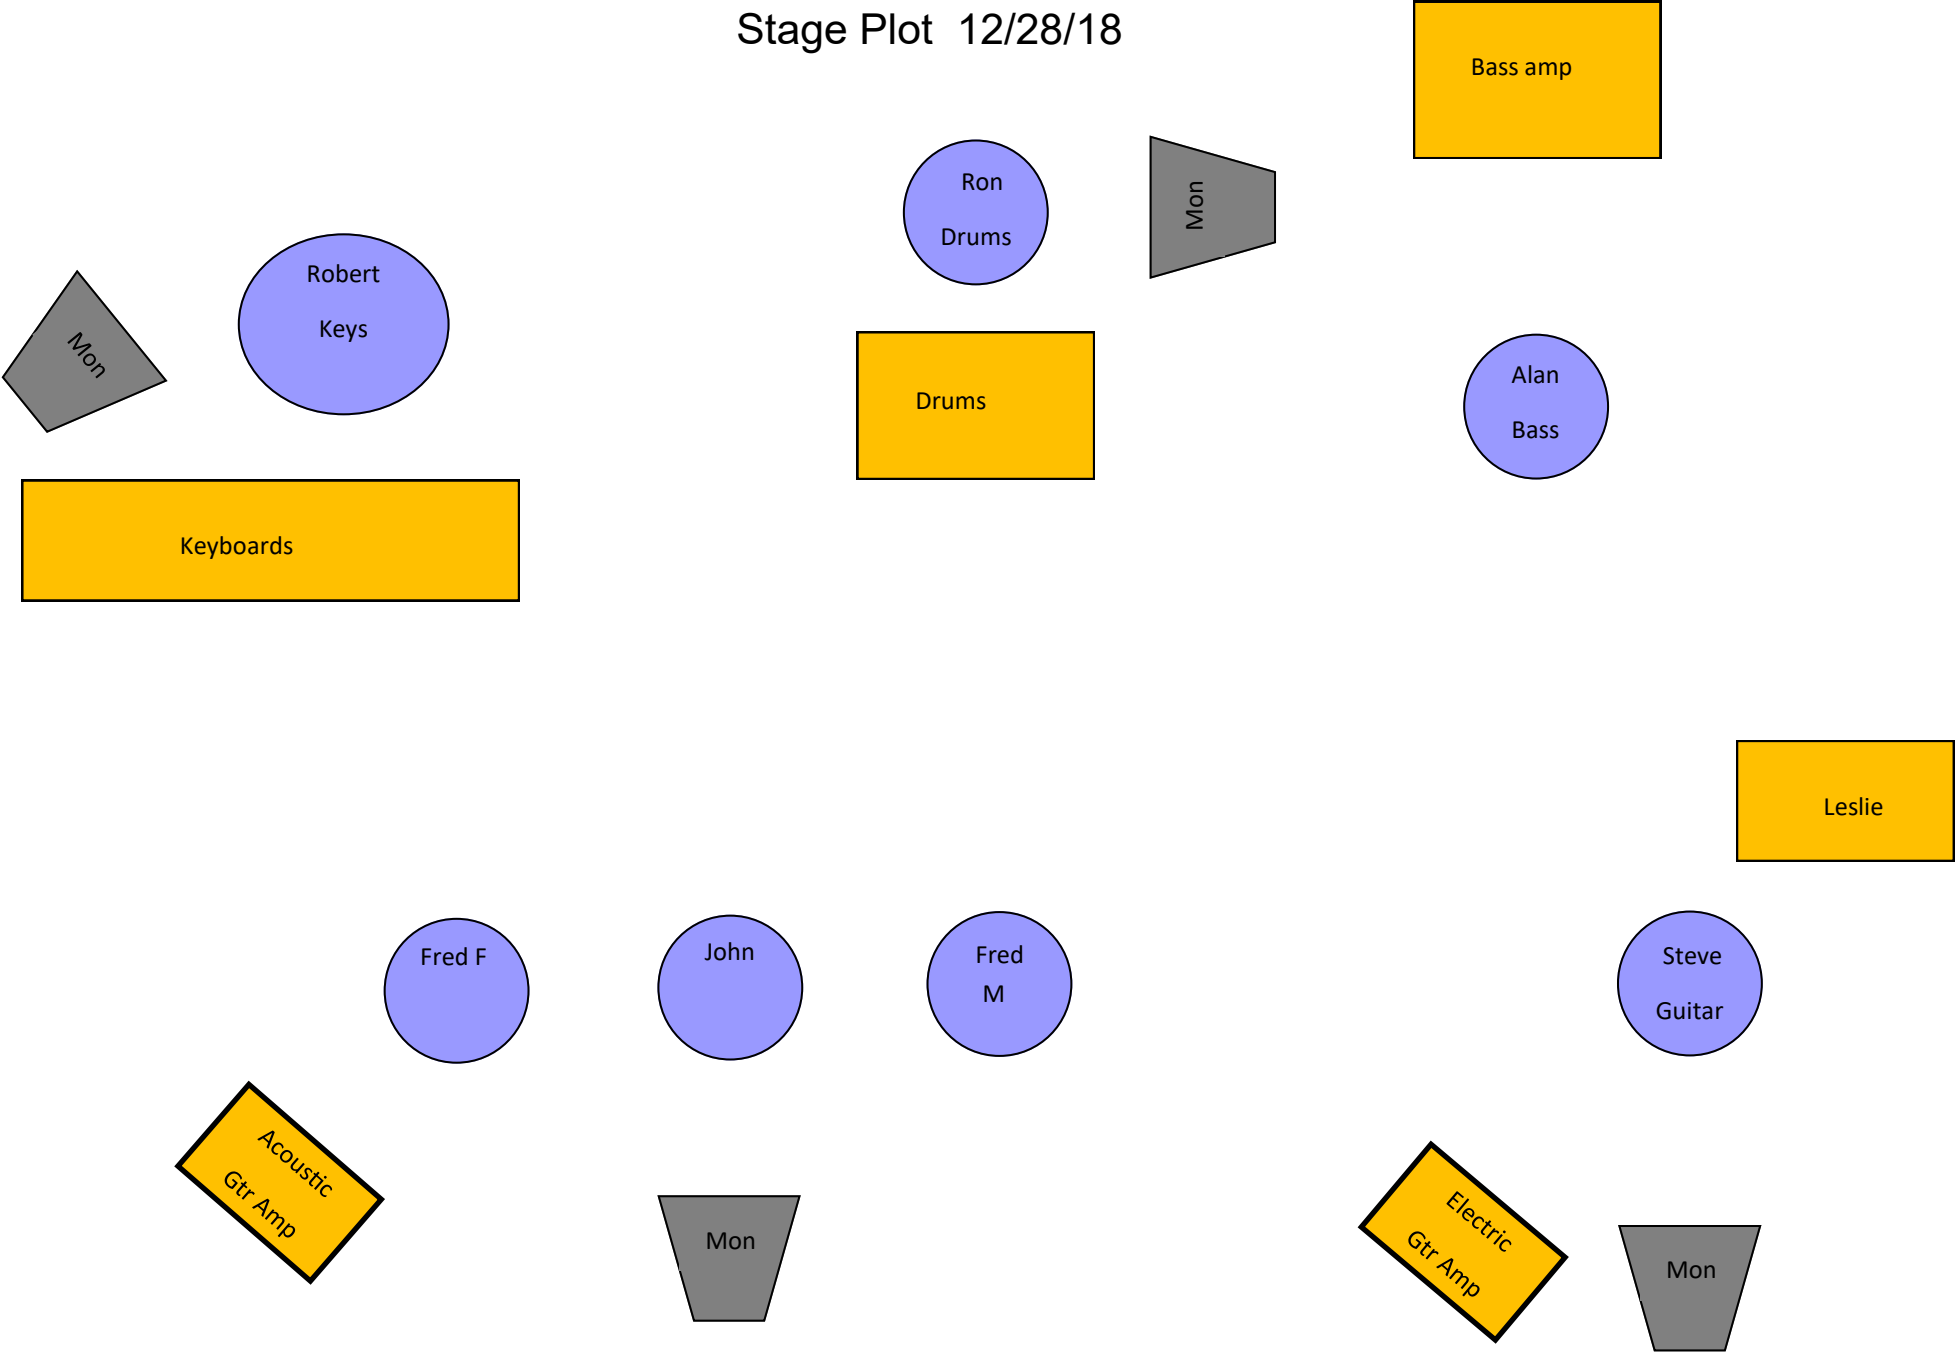 Stage Plot  12/28/18
Bass amp
Ron
Drums
Mon
Robert
Keys
Mon
Drums
Alan
Bass
Keyboards
Leslie
Fred F
John
Fred
M
Steve
Guitar
Acoustic
Gtr Amp
Mon
Electric
Gtr Amp
Mon